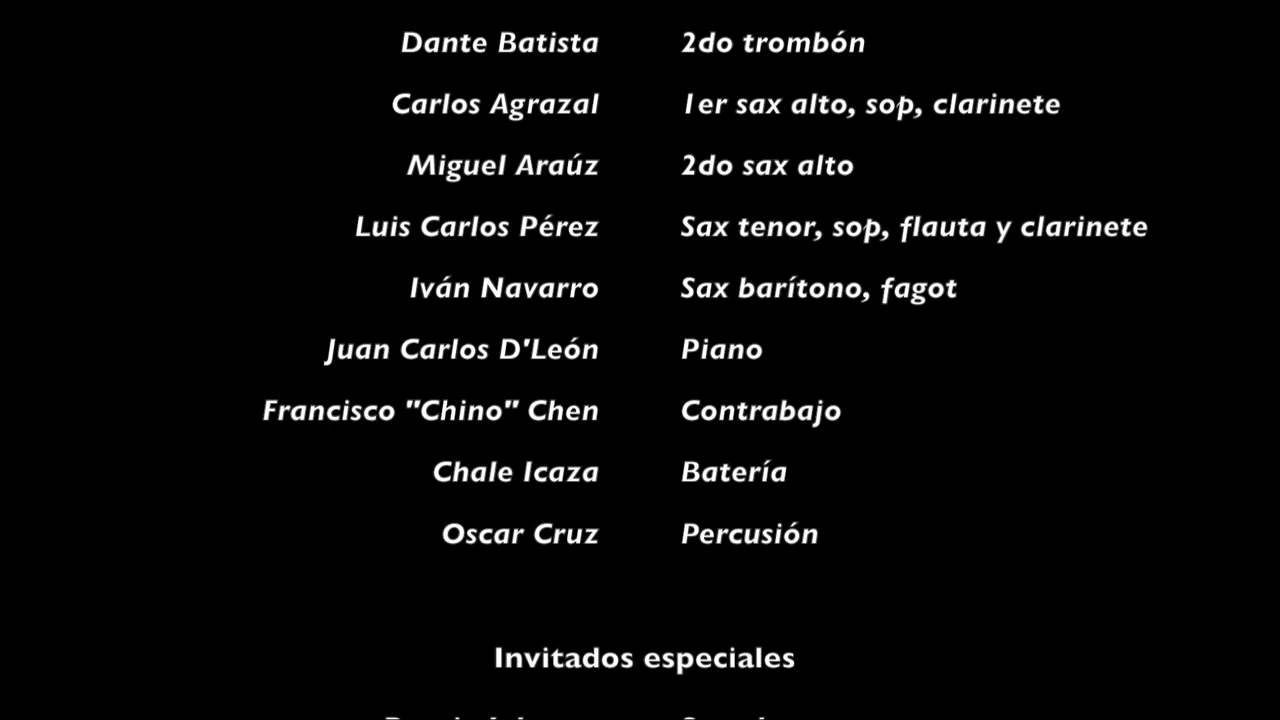 Dante Batista 2do trombón
Carlos Agrazal 1er sax alto, sop, clarinete
Miguel Araúz 2do sax alto
Luis Carlos Pérez Sax tenor, sop, flauta y clarinete
Iván Navarro Sax barítono, fagot
Juan Carlos D'León Piano
Francisco "Chino" Chen Contrabajo
Chale Icaza Batería
Oscar Cruz Percusión
Invitados especiales